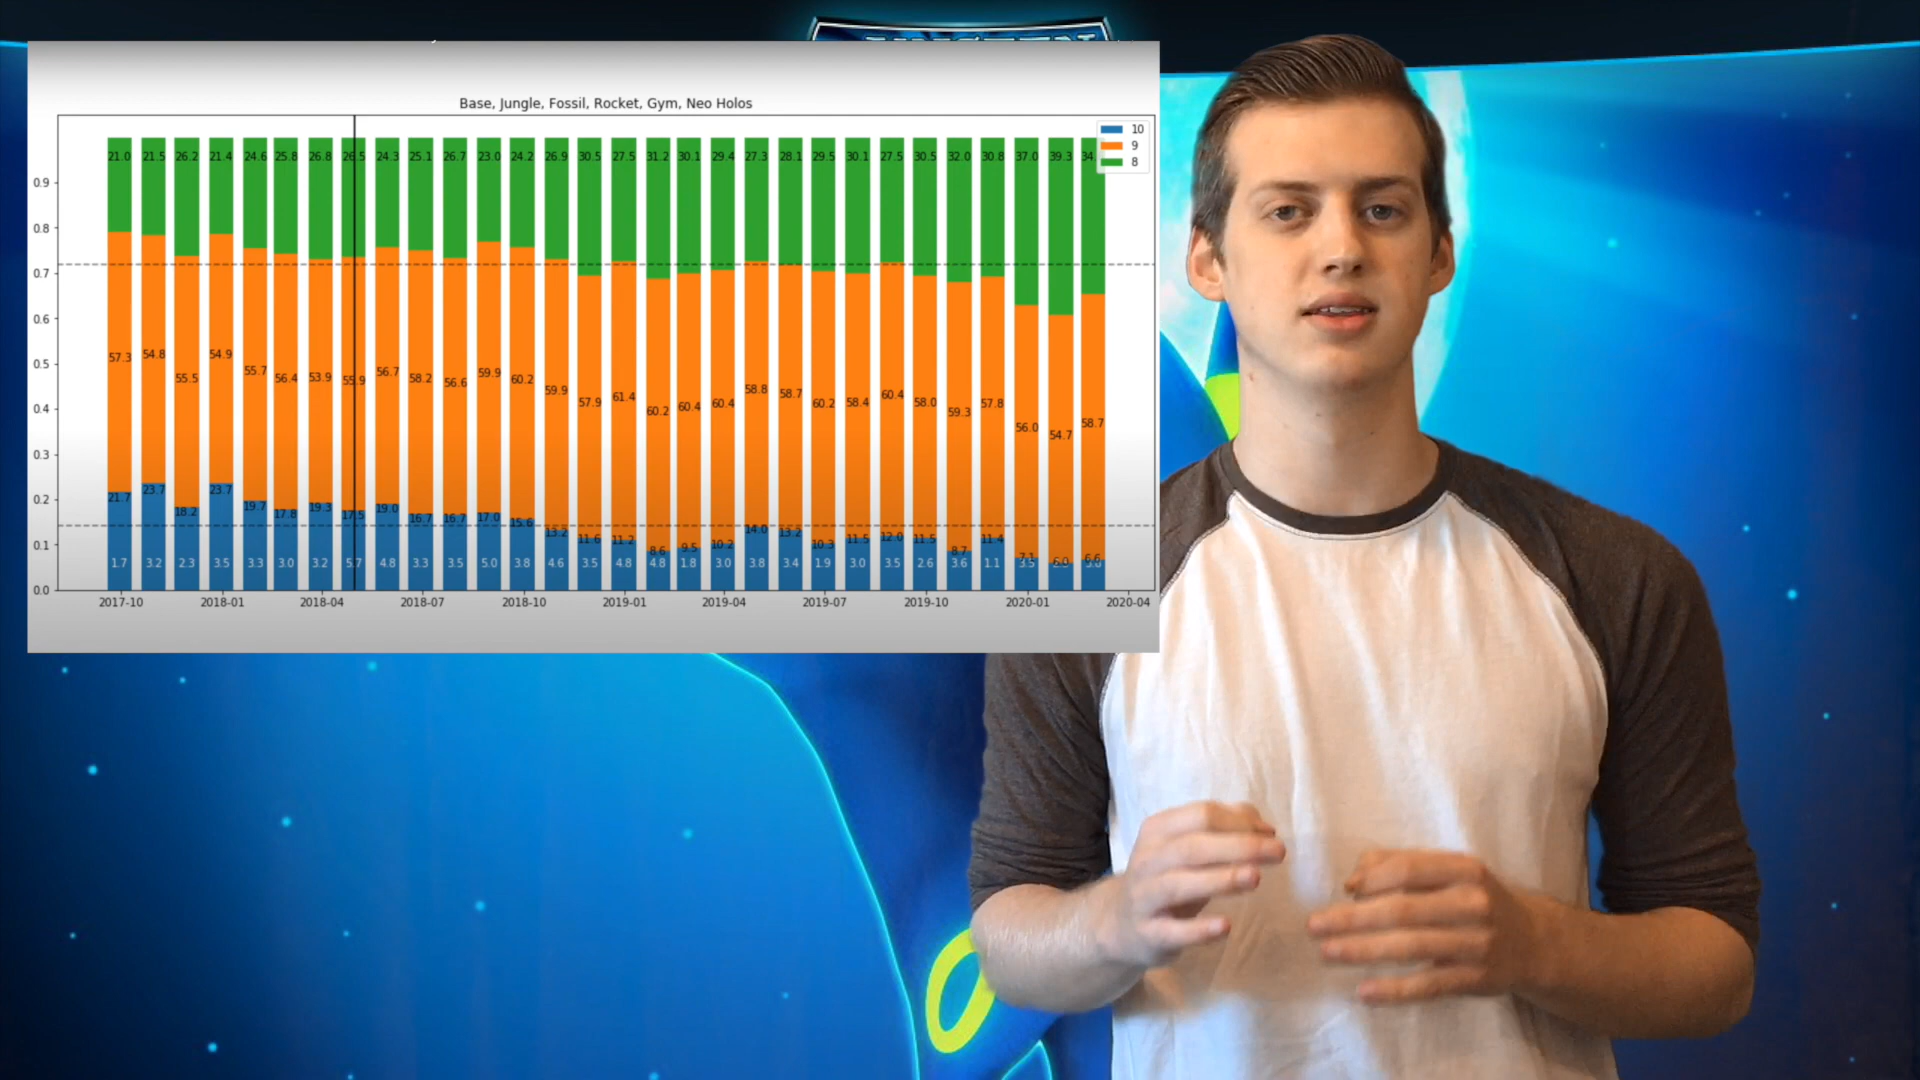 Base, Jungle, Fossil, Rocket, Gym, Neo Holos
10
9
8
21.0 21.5 26.2 21.4 24.6 25.8 26.8 26.5 24.3 25.1 26.7 23.0 24.2 26.9 30.5 27.5 31.2 30.1 29.4 27.3 28.1 29.5 30.1 27.5 30.5 32.0 30.8 37.0 39.3 34.
57.3 54.8 55.5 54.9 55.7 56.4 53.9 55.9 56.7 58.2 56.6 59.9 60.2 59.9 57.9 61.4 60.2 60.4 60.4 58.8 58.7 60.2 58.4 60.4 58.0 59.3 57.8 56.0 54.7 58.7
21.7 23.7 18.2 23.7 19.7 17.8 19.3 17.5 19.0 16.7 16.7 17.0 15.6 13.2 11.6 11.2 8.6 9.5 10.2 14.0 13.2 10.3 11.5 12.0 11.5 8.7 11.4 7.1 6.0 6.6
1.7 3.2 2.3 3.5 3.3 3.0 3.2 5.7 4.8 3.3 3.5 5.0 3.8 4.6 3.5 4.8 4.8 1.8 3.0 3.8 3.4 1.9 3.0 3.5 2.6 3.6 1.1 3.5
0.9
0.8
0.7
0.6
0.5
0.4
0.3
0.2
0.1
0.0
2017-10 2018-01 2018-04 2018-07 2018-10 2019-01 2019-04 2019-07 2019-10 2020-01 2020-04